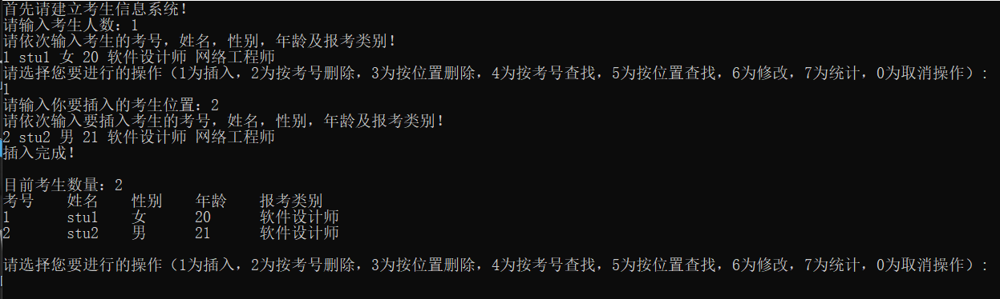 首先请建立考生信息系统！
请输入考生人数：1
请依次输入考生的考号，姓名，性别，年龄及报考类别！
1 stu1 女 20 软件设计师 网络工程师
请选择您要进行的操作（1为插入，2为按考号删除，3为按位置删除，4为按考号查找，5为按位置查找，6为修改，7为统计，0为取消操作）:
1
请输入你要插入的考生位置：2
请依次输入要插入考生的考号，姓名，性别，年龄及报考类别！
2 stu2 男 21 软件设计师 网络工程师
插入完成！
目前考生数量：2
考号 姓名 性别 年龄 报考类别
1 stu1 女 20 软件设计师
2 stu2 男 21 软件设计师
请选择您要进行的操作（1为插入，2为按考号删除，3为按位置删除，4为按考号查找，5为按位置查找，6为修改，7为统计，0为取消操作）: